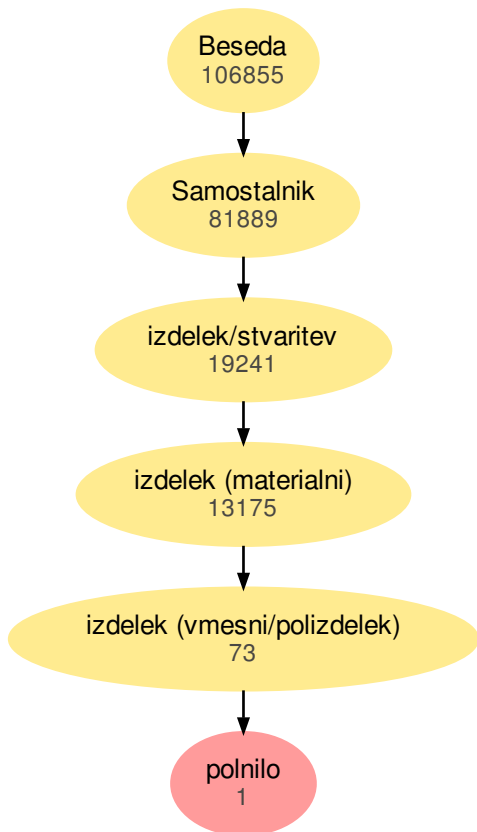 Beseda
106855
Samostalnik
81889
izdelek/stvaritev
19241
izdelek (materialni)
13175
izdelek (vmesni/polizdelek)
73
polnilo
1